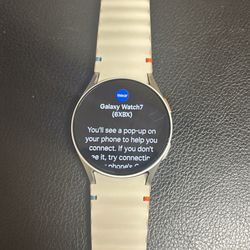 Galaxy Watch7
(6XBX)
You'll see a pop-up on
your phone to help you
connect. If you don't
see it, try connecting
phone's